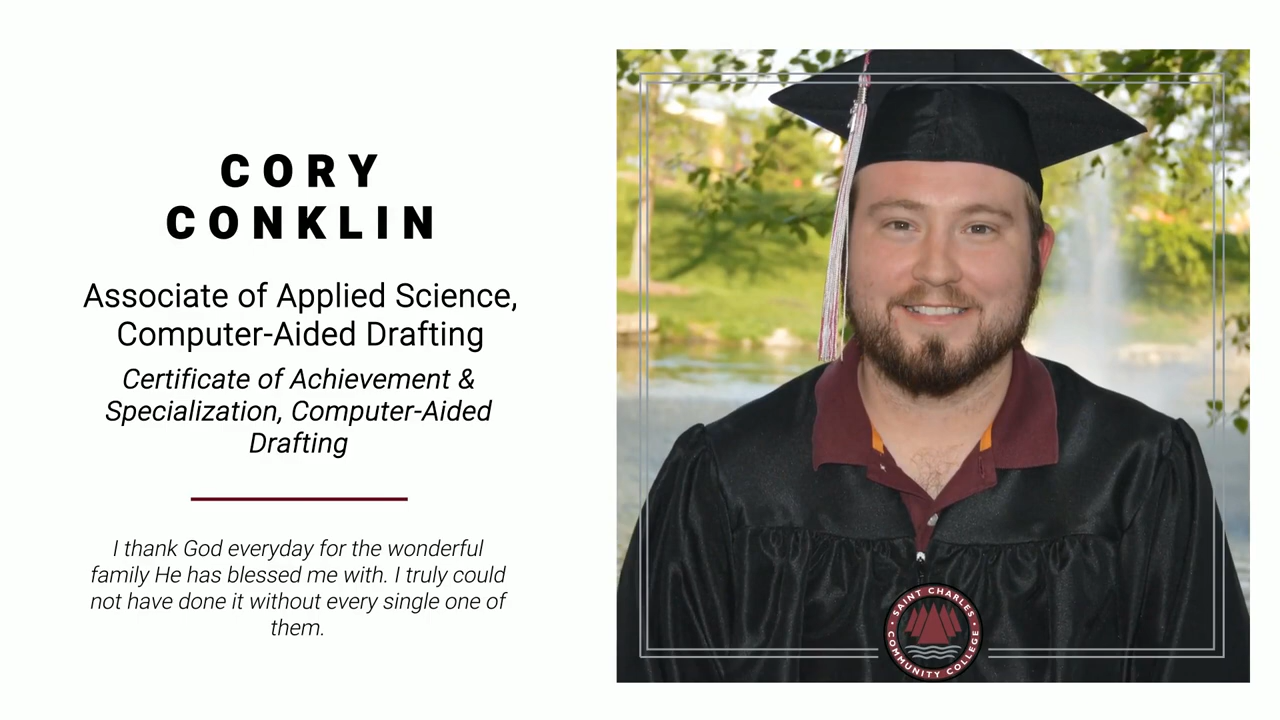 CORY
CONKLIN
Associate of Applied Science,
Computer-Aided Drafting
Certificate of Achievement &
Specialization, Computer-Aided
Drafting
I thank God everyday for the wonderful
family He has blessed me with. I truly could
not have done it without every single one of
them.
SAINT CHARLES
COMMUNITY COLLEGE